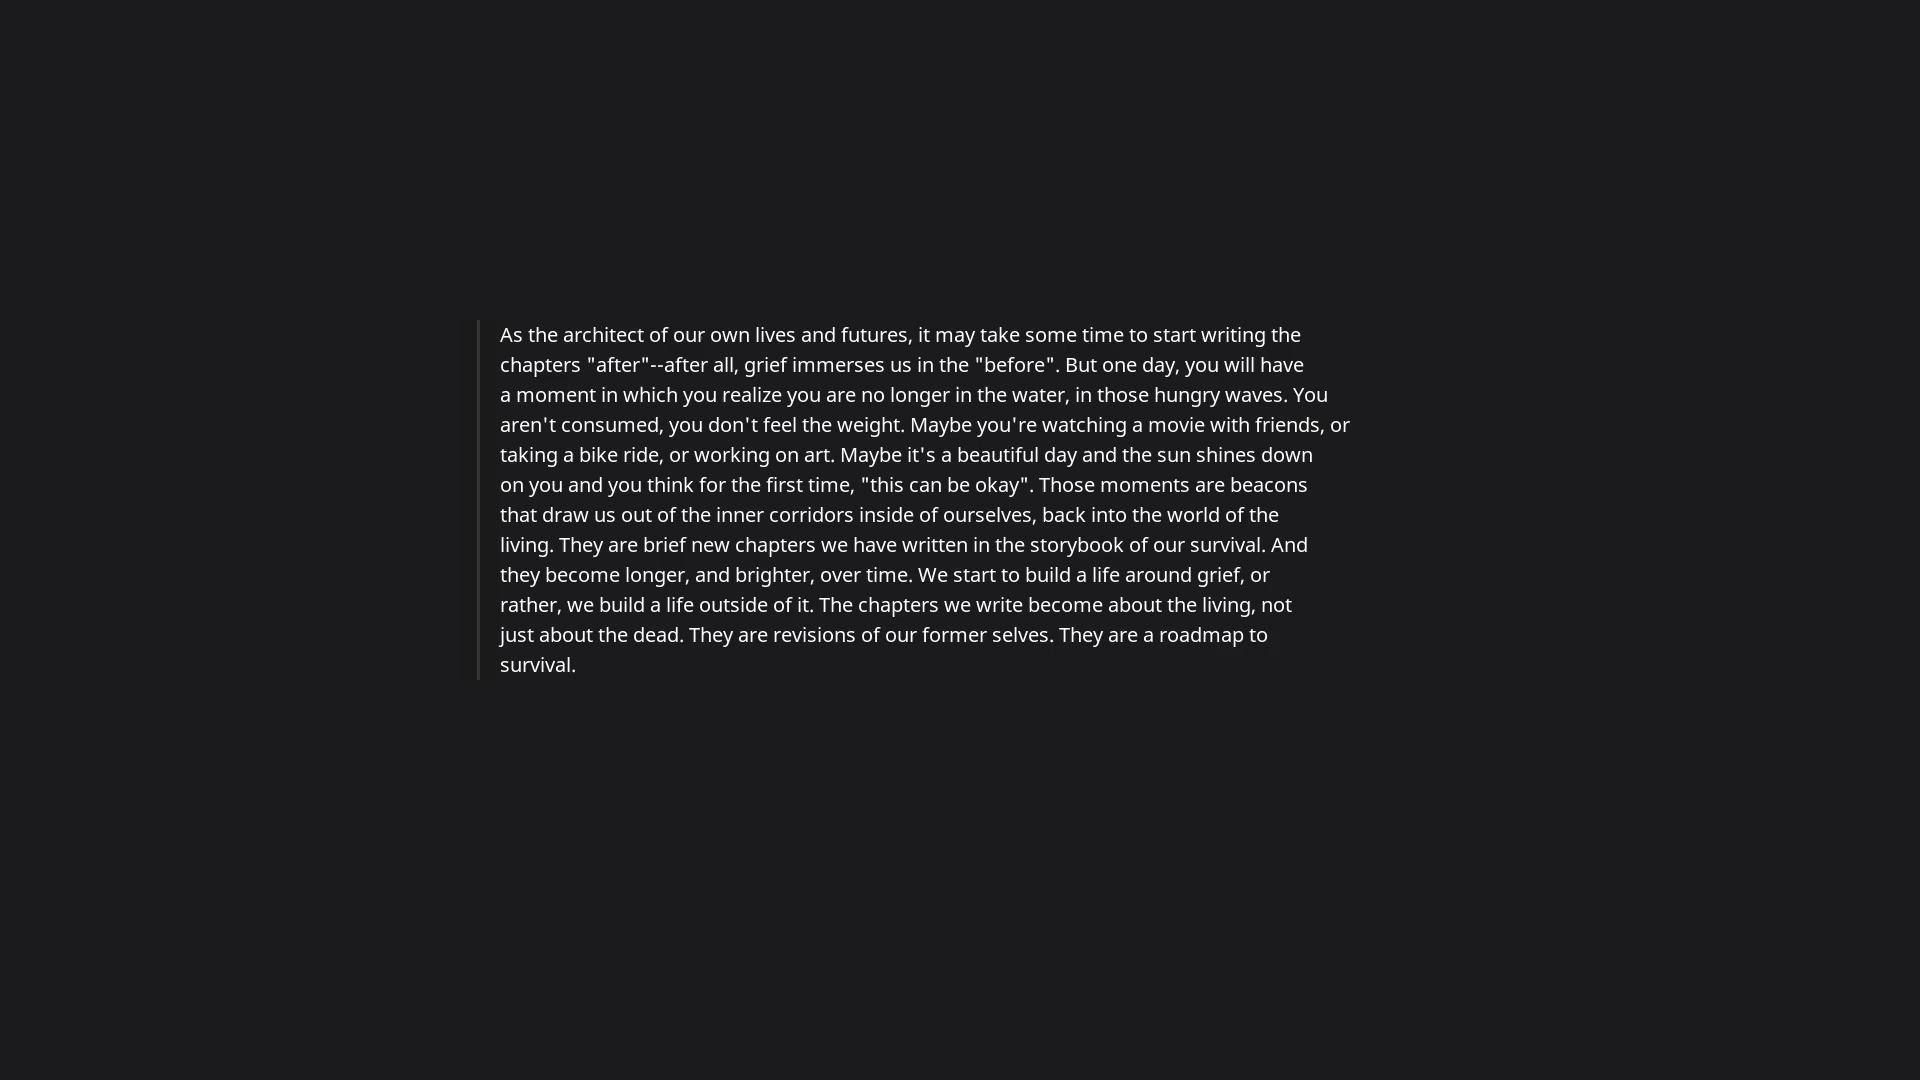 As the architect of our own lives and futures, it may take some time to start writing the
chapters "after"--after all, grief immerses us in the "before". But one day, you will have
a moment in which you realize you are no longer in the water, in those hungry waves. You
aren't consumed, you don't feel the weight. Maybe you're watching a movie with friends, or
taking a bike ride, or working on art. Maybe it's a beautiful day and the sun shines down
on you and you think for the first time, "this can be okay". Those moments are beacons
that draw us out of the inner corridors inside of ourselves, back into the world of the
living. They are brief new chapters we have written in the storybook of our survival. And
they become longer, and brighter, over time. We start to build a life around grief, or
rather, we build a life outside of it. The chapters we write become about the living, not
just about the dead. They are revisions of our former selves. They are a roadmap to
survival.